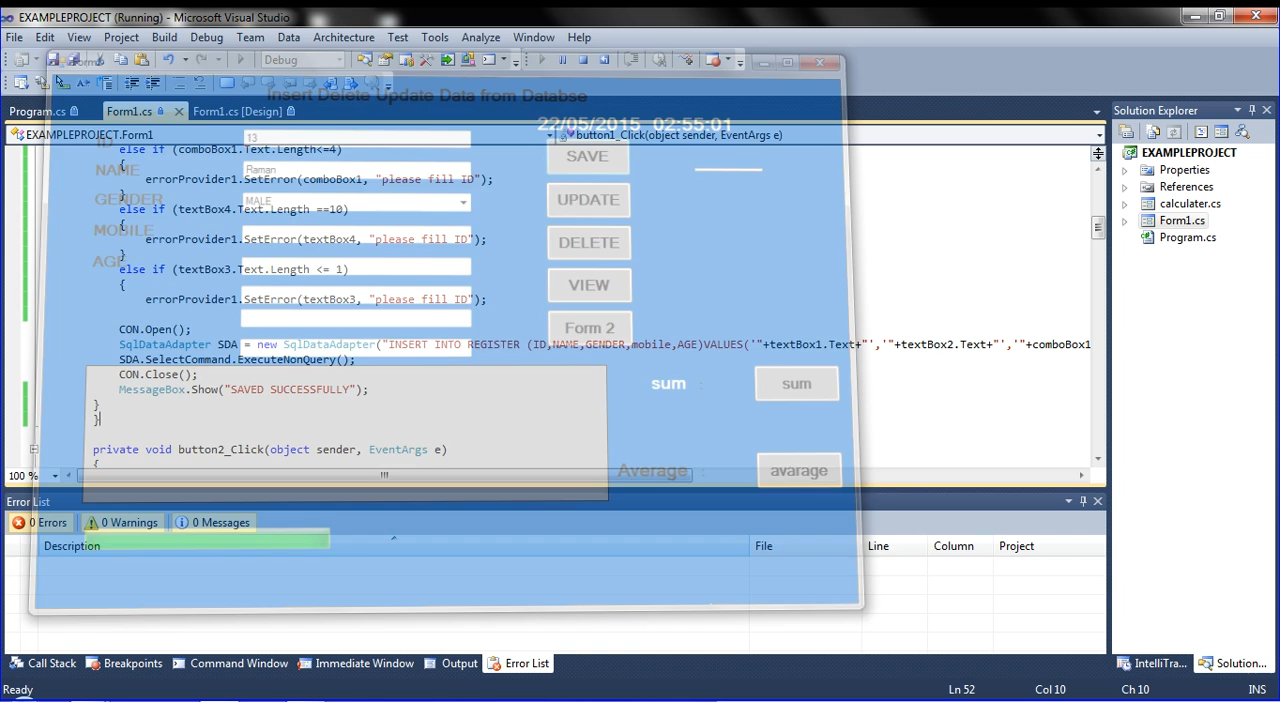 EXAMPLEPROJECT (Running) - Microsoft Visual Studio
File Edit View Project Build Debug Team Data Architecture Test Tools Analyze Window Help
Debug
Insert Delete Update Data from Databse
Program.cs Form1.cs Form1.cs [Design] Solution Explorer
22/05/2015 02:55:01
EXAMPLEPROJECT.Form1 button1_Click(object sender, EventArgs e)
13
ID
else if (comboBox1.Text.Length<=4)
{
SAVE
EXAMPLEPROJECT
Properties
References
calculater.cs
Form1.cs
Program.cs
NAME
Raman
errorProvider1.SetError(comboBox1, "please fill ID");
}
GENDER
MALE
UPDATE
else if (textBox4.Text.Length ==10)
{
MOBILE
errorProvider1.SetError(textBox4, "please fill ID");
DELETE
}
AGE
else if (textBox3.Text.Length <= 1)
{
VIEW
errorProvider1.SetError(textBox3, "please fill ID");
}
Form 2
CON.Open();
SqlDataAdapter SDA = new SqlDataAdapter("INSERT INTO REGISTER (ID,NAME,GENDER,mobile,AGE)VALUES('"+textBox1.Text+"','"+textBox2.Text+"','"+comboBox1
SDA.SelectCommand.ExecuteNonQuery();
CON.Close();
MessageBox.Show("SAVED SUCCESSFULLY");
}
}
sum : sum
private void button2_Click(object sender, EventArgs e)
{
Average : avarage
100 %
Error List
0 Errors 0 Warnings 0 Messages
Description File Line Column Project
Call Stack Breakpoints Command Window Immediate Window Output Error List IntelliTra... Solution...
Ready Ln 52 Col 10 Ch 10 INS